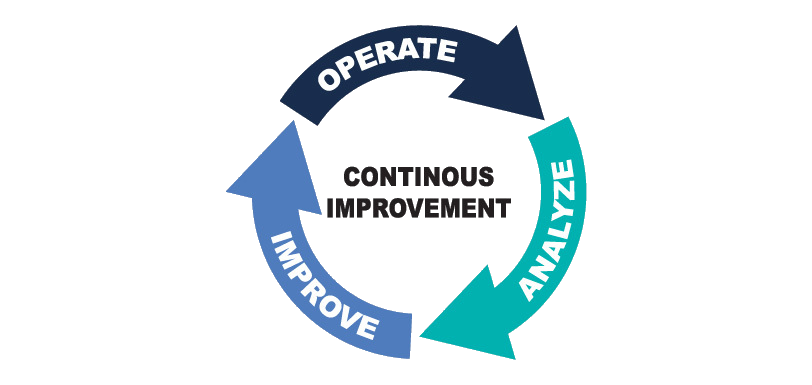 OPERATE
ANALYZE
IMPROVE
CONTINOUS
IMPROVEMENT